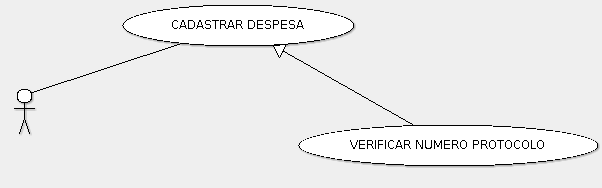 CADASTRAR DESPESA
VERIFICAR NUMERO PROTOCOLO